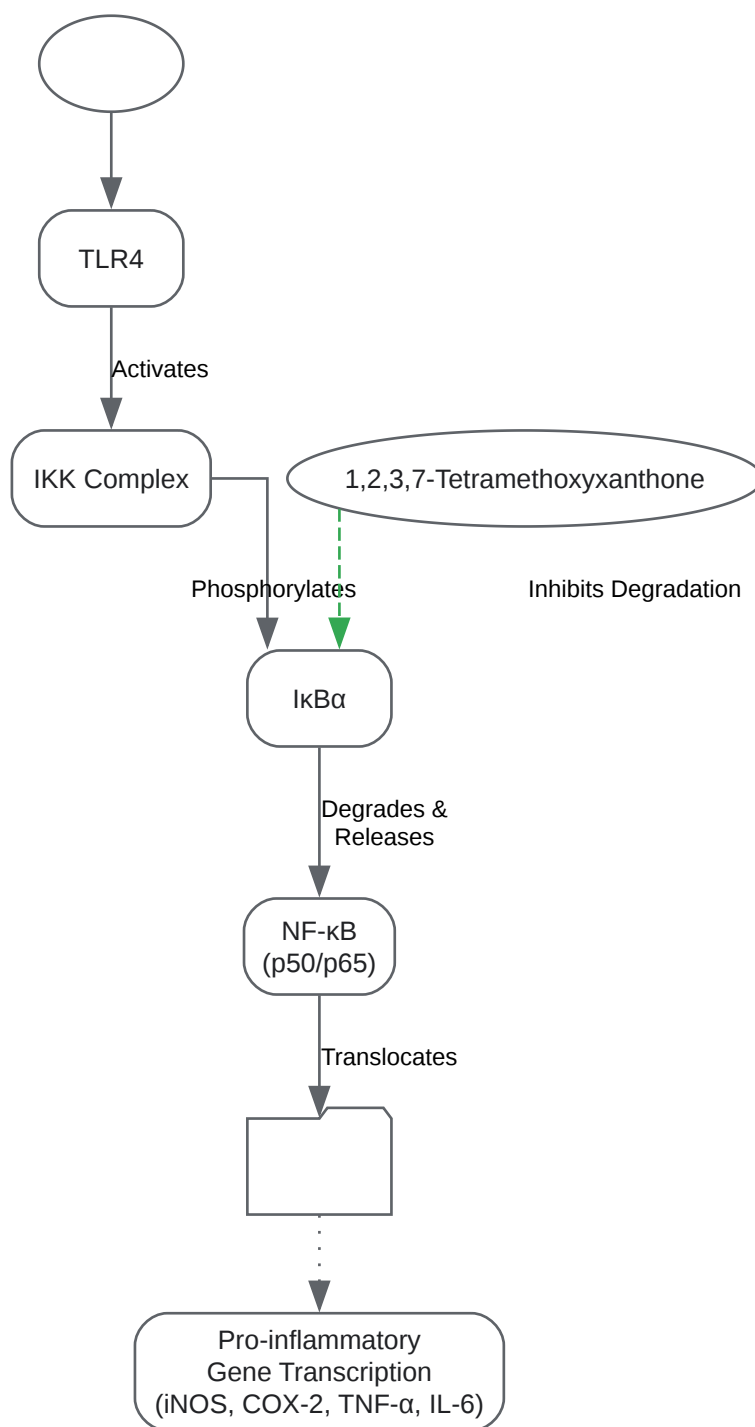 TLR4
Activates
IKK Complex
1,2,3,7-Tetramethoxyxanthone
Phosphorylates
Inhibits Degradation
IκBα
Degrades &
Releases
NF-κB
(p50/p65)
Translocates
Pro-inflammatory
Gene Transcription
(iNOS, COX-2, TNF-α, IL-6)